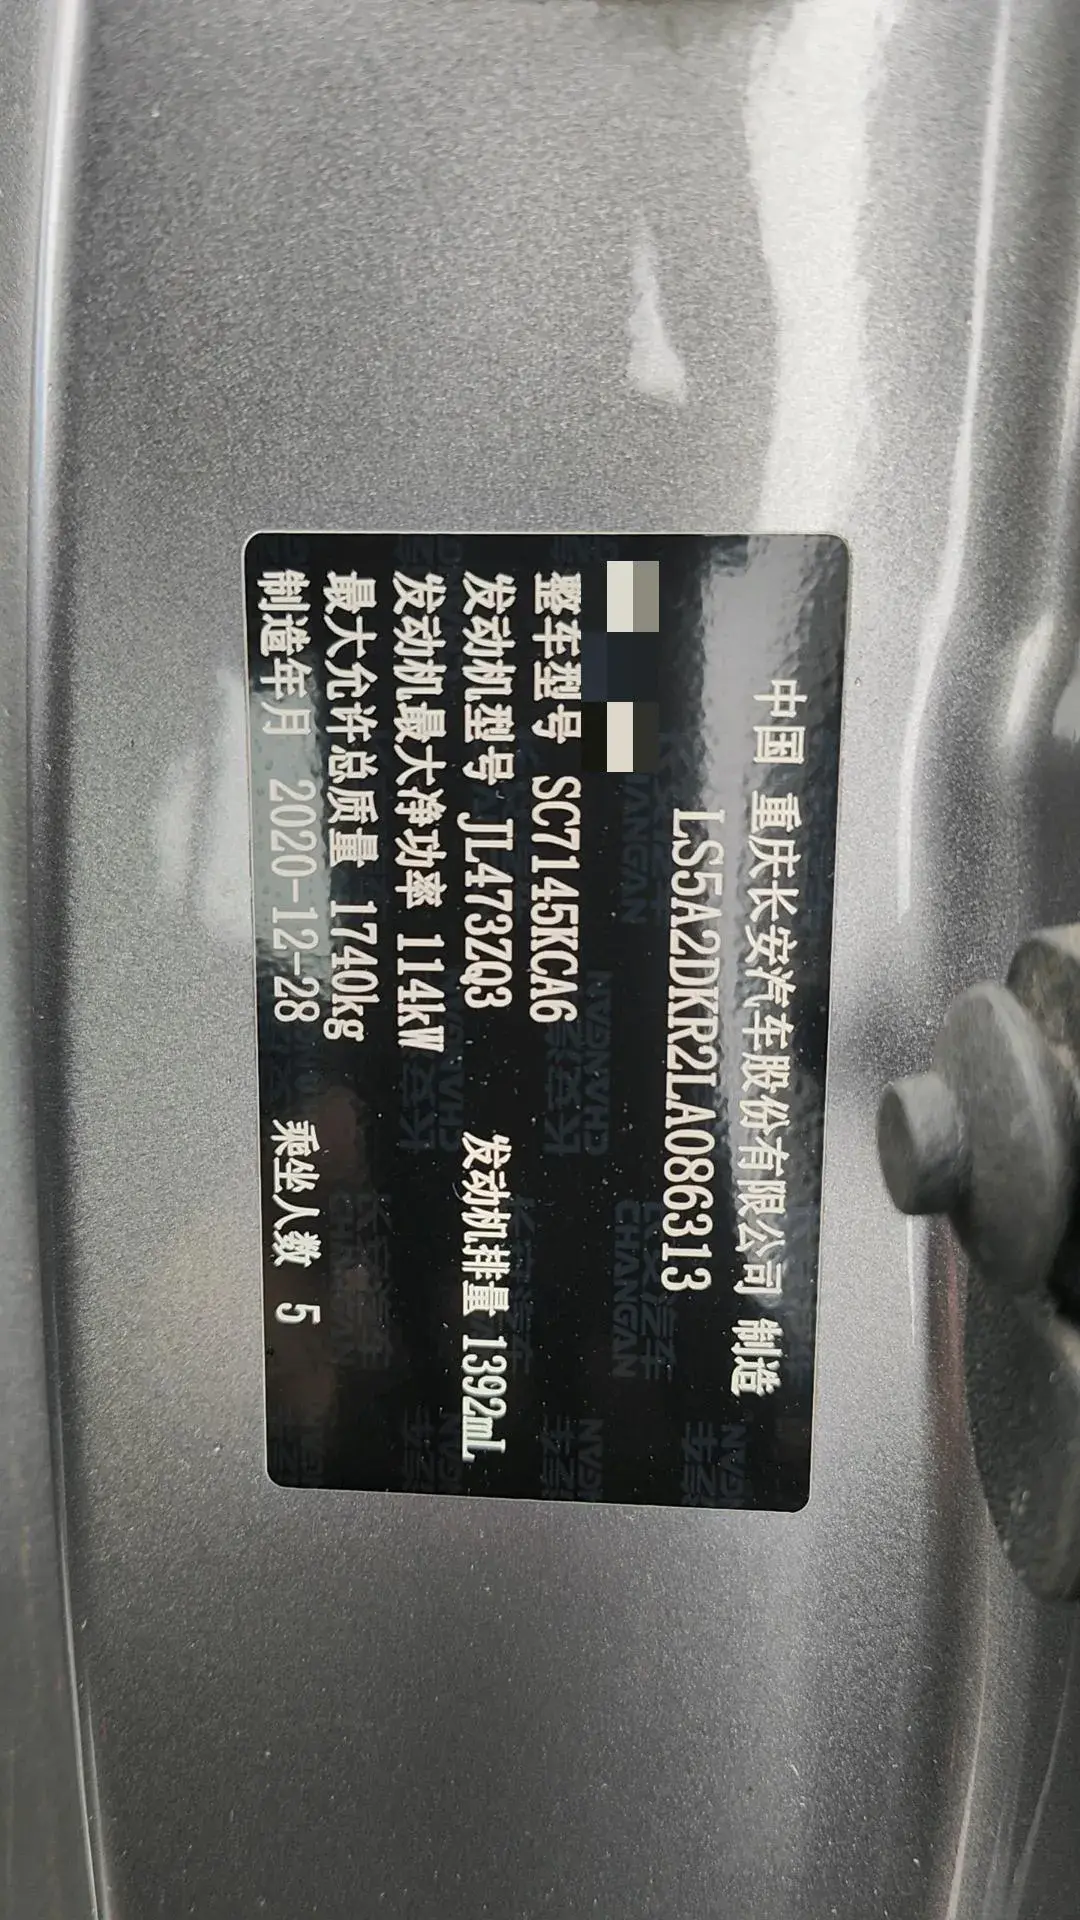 中国 重庆长安汽车股份有限公司 制造
LS5A2DKR2LA086313
整车型号 SC7145KCA6
发动机型号 JL473ZQ3 发动机排量 1392mL
发动机最大净功率 114kW
最大允许总质量 1740kg
制造年月 2020-12-28 乘坐人数 5